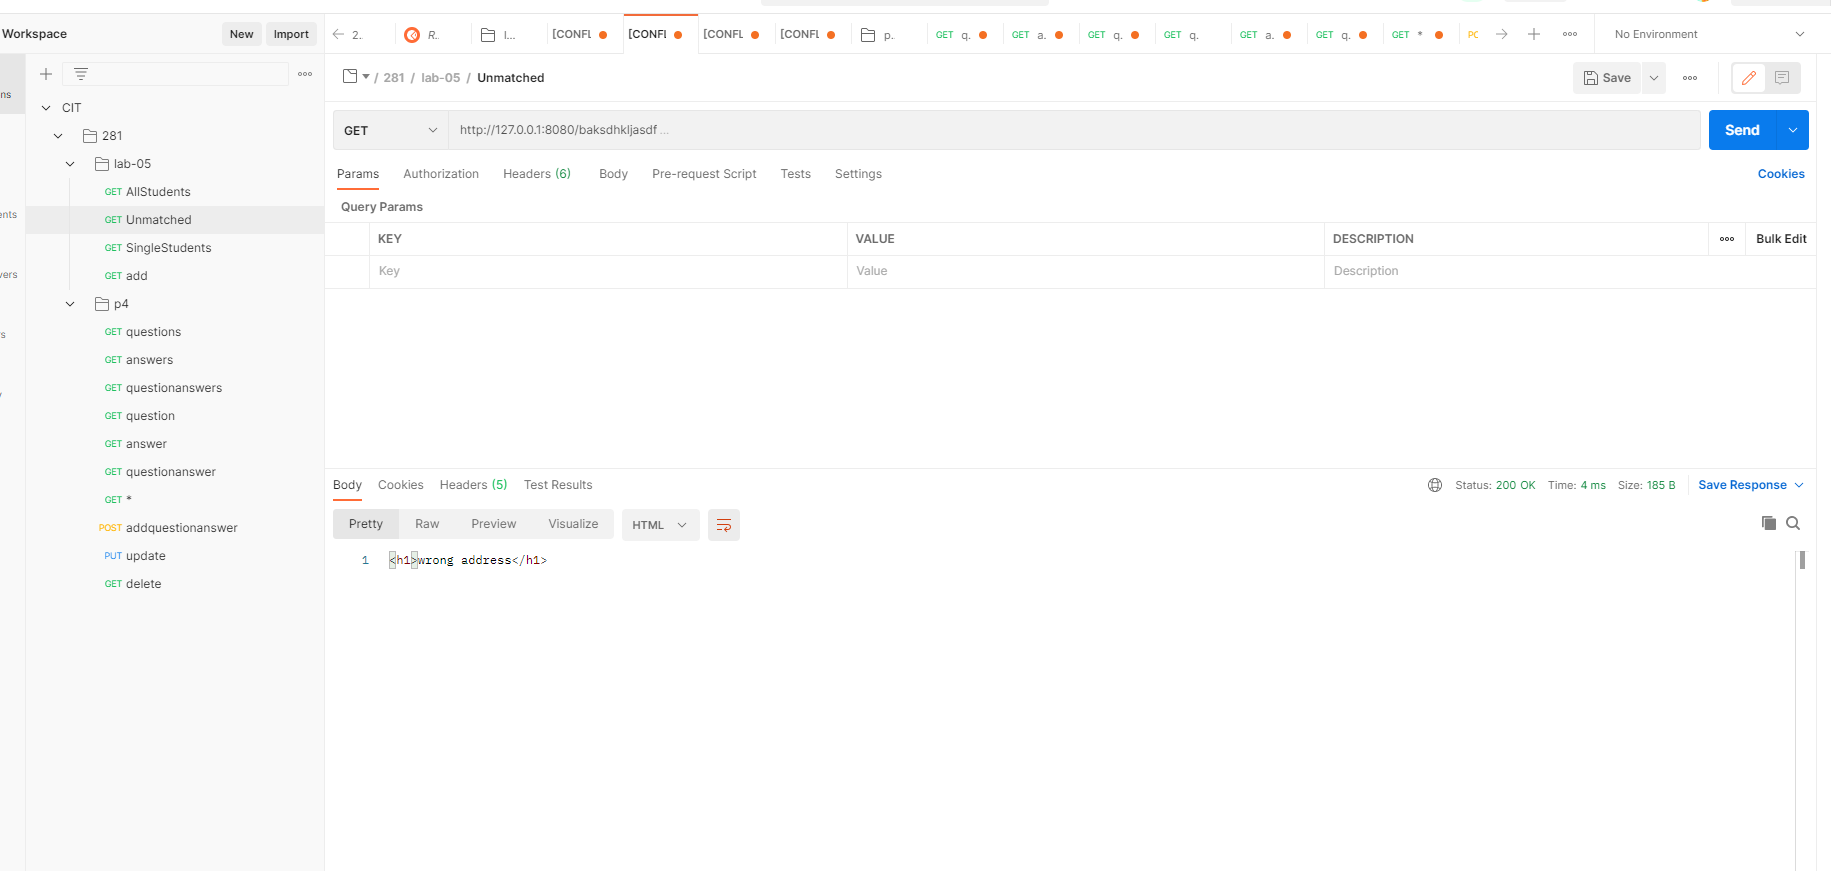 Workspace
New
Import
2..
R.
l...
[CONFL
[CONFL
[CONFL
[CONFL
p..
GET q.
GET a.
GET q.
GET q.
GET a.
GET q.
GET *
PC
No Environment
ns
ents
vers
rs
y
CIT
281
lab-05
GET AllStudents
GET Unmatched
GET SingleStudents
GET add
p4
GET questions
GET answers
GET questionanswers
GET question
GET answer
GET questionanswer
GET *
POST addquestionanswer
PUT update
GET delete
/ 281 / lab-05 / Unmatched
Save
GET
http://127.0.0.1:8080/baksdhkljasdf ...
Send
Params Authorization Headers (6) Body Pre-request Script Tests Settings
Cookies
Query Params
KEY VALUE DESCRIPTION Bulk Edit
Key Value Description
Body Cookies Headers (5) Test Results
Status: 200 OK Time: 4 ms Size: 185 B Save Response
Pretty Raw Preview Visualize HTML
1 <h1>wrong address</h1>